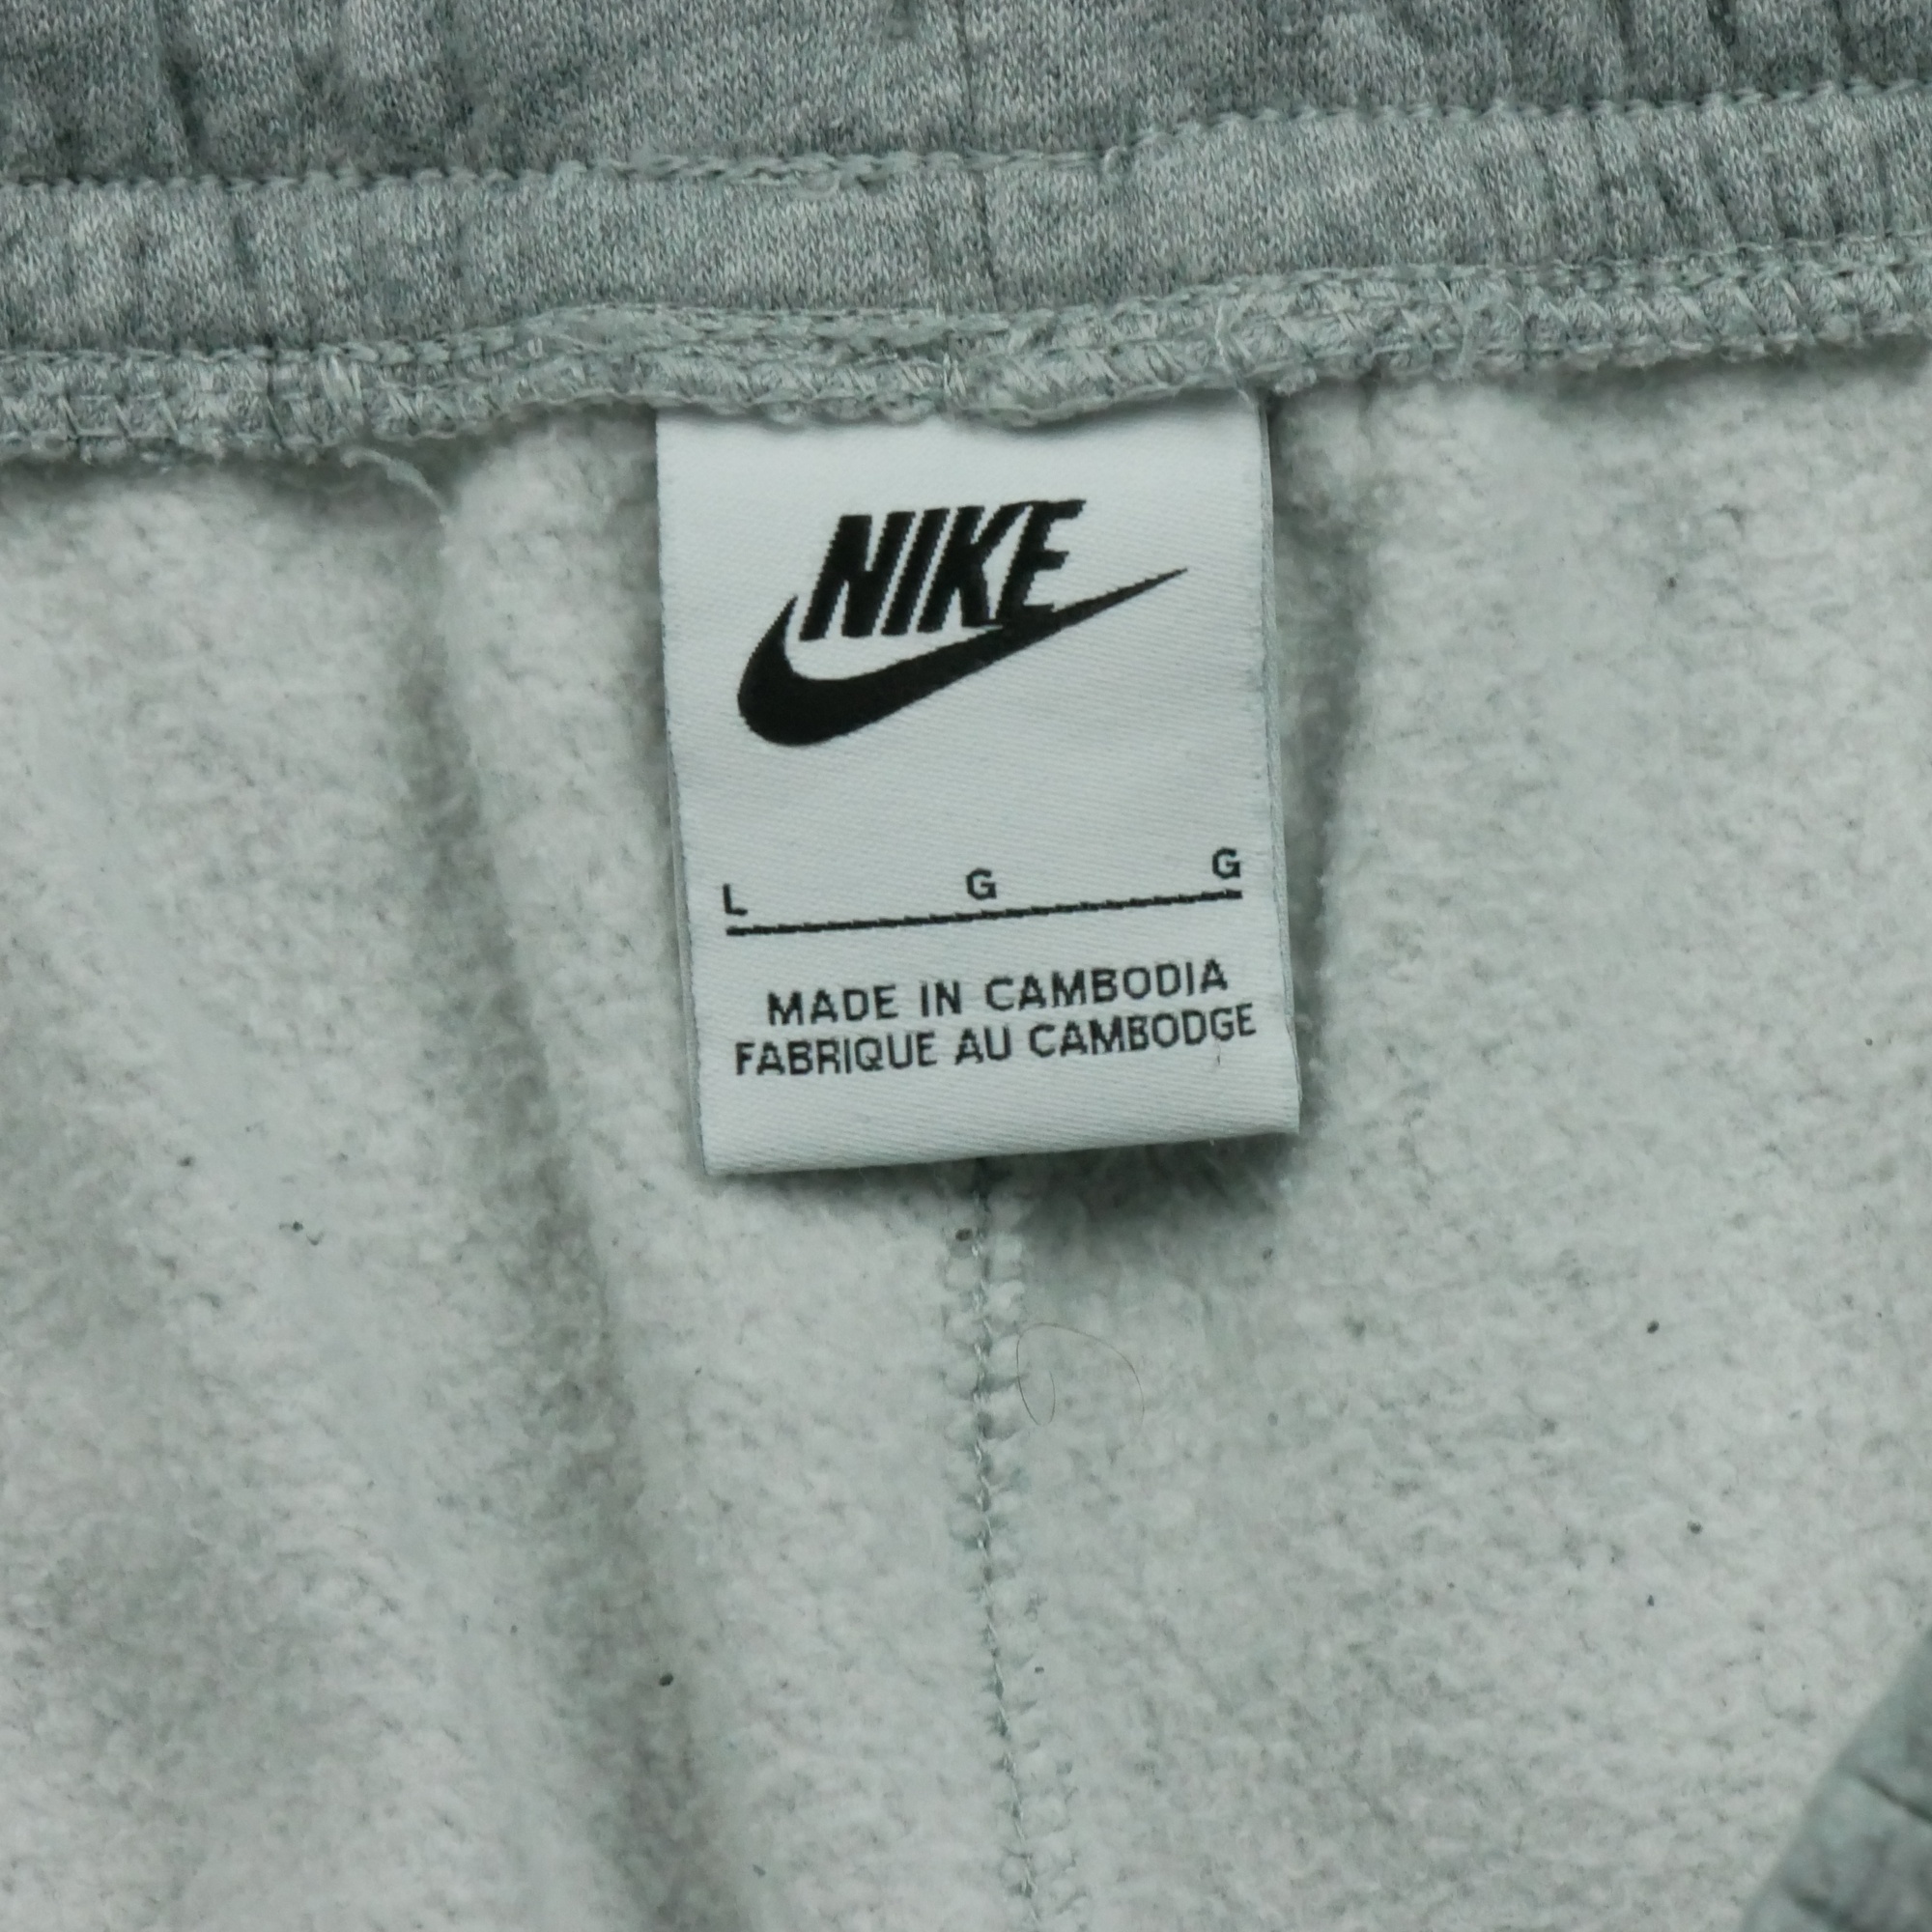 NIKE
L G G
MADE IN CAMBODIA
FABRIQUE AU CAMBODGE